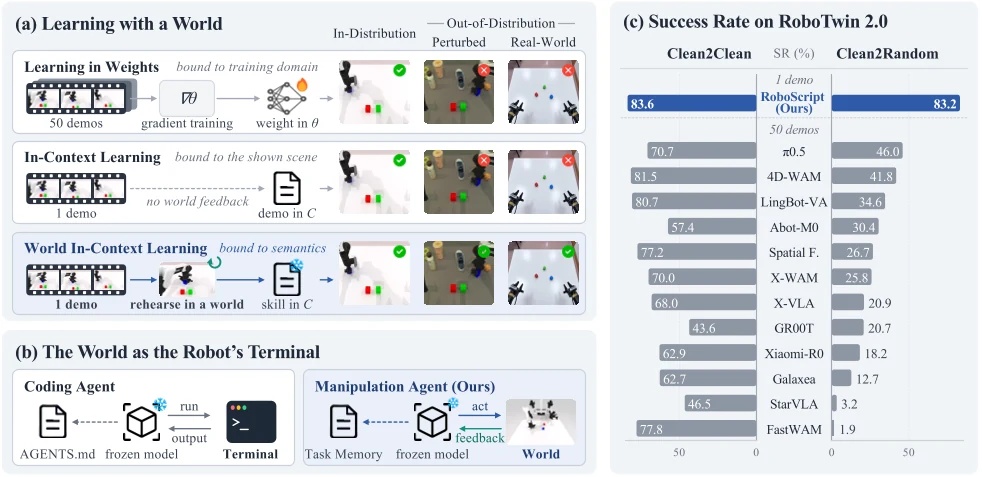 (a) Learning with a World
In-Distribution
Out-of-Distribution
Perturbed
Real-World
Learning in Weights
bound to training domain
∇θ
50 demos
gradient training
weight in θ
In-Context Learning
bound to the shown scene
no world feedback
1 demo
demo in C
World In-Context Learning
bound to semantics
1 demo
rehearse in a world
skill in C
(b) The World as the Robot's Terminal
Coding Agent
run
output
>_
AGENTS.md
frozen model
Terminal
Manipulation Agent (Ours)
act
feedback
Task Memory
frozen model
World
(c) Success Rate on RoboTwin 2.0
Clean2Clean
SR (%)
Clean2Random
1 demo
83.6
RoboScript
(Ours)
83.2
50 demos
70.7 π0.5 46.0
81.5 4D-WAM 41.8
80.7 LingBot-VA 34.6
57.4 Abot-M0 30.4
77.2 Spatial F. 26.7
70.0 X-WAM 25.8
68.0 X-VLA 20.9
43.6 GR00T 20.7
62.9 Xiaomi-R0 18.2
62.7 Galaxea 12.7
46.5 StarVLA 3.2
77.8 FastWAM 1.9
50 0 0 50